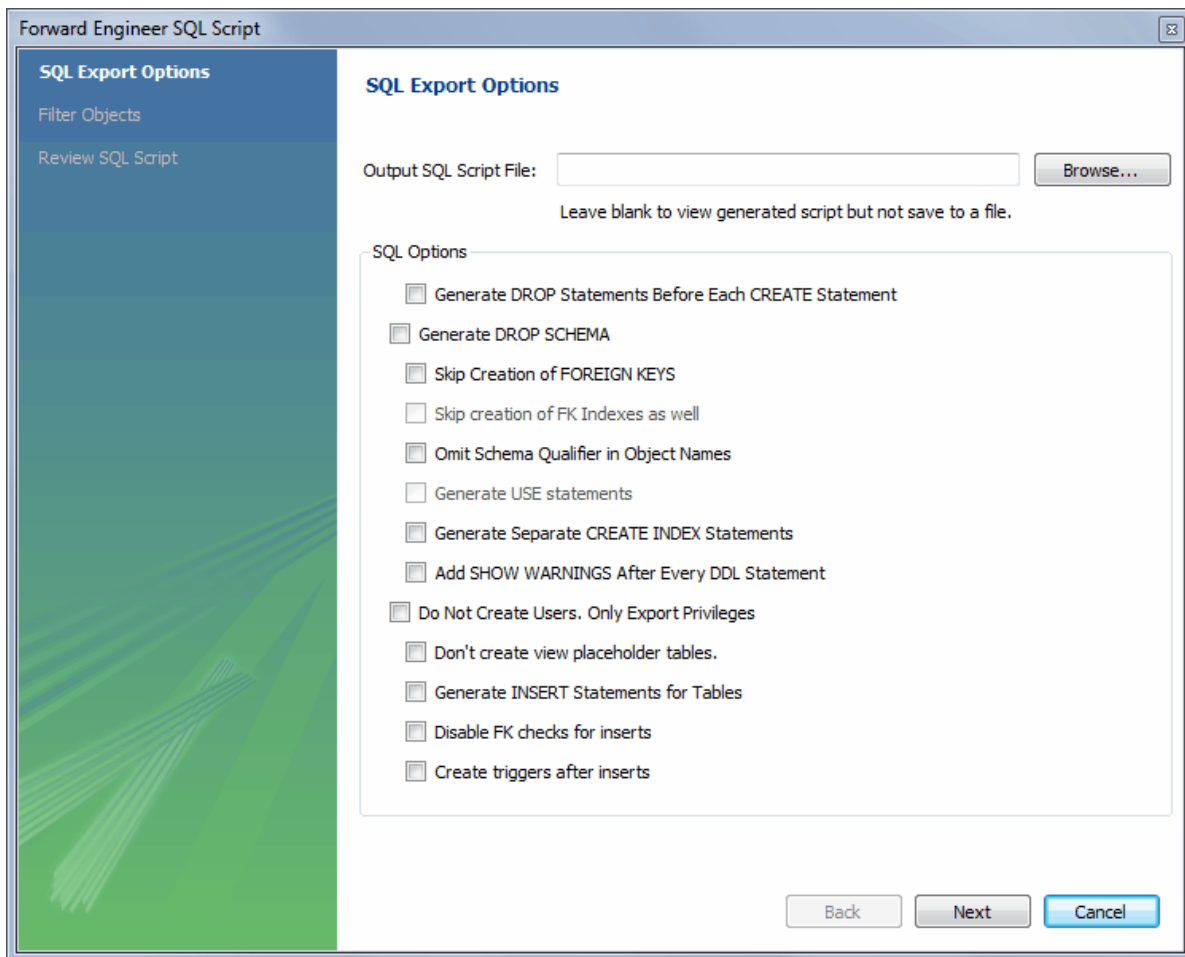 Forward Engineer SQL Script
SQL Export Options
Filter Objects
Review SQL Script
SQL Export Options
Output SQL Script File:
Browse...
Leave blank to view generated script but not save to a file.
SQL Options
Generate DROP Statements Before Each CREATE Statement
Generate DROP SCHEMA
Skip Creation of FOREIGN KEYS
Skip creation of FK Indexes as well
Omit Schema Qualifier in Object Names
Generate USE statements
Generate Separate CREATE INDEX Statements
Add SHOW WARNINGS After Every DDL Statement
Do Not Create Users. Only Export Privileges
Don't create view placeholder tables.
Generate INSERT Statements for Tables
Disable FK checks for inserts
Create triggers after inserts
Back
Next
Cancel